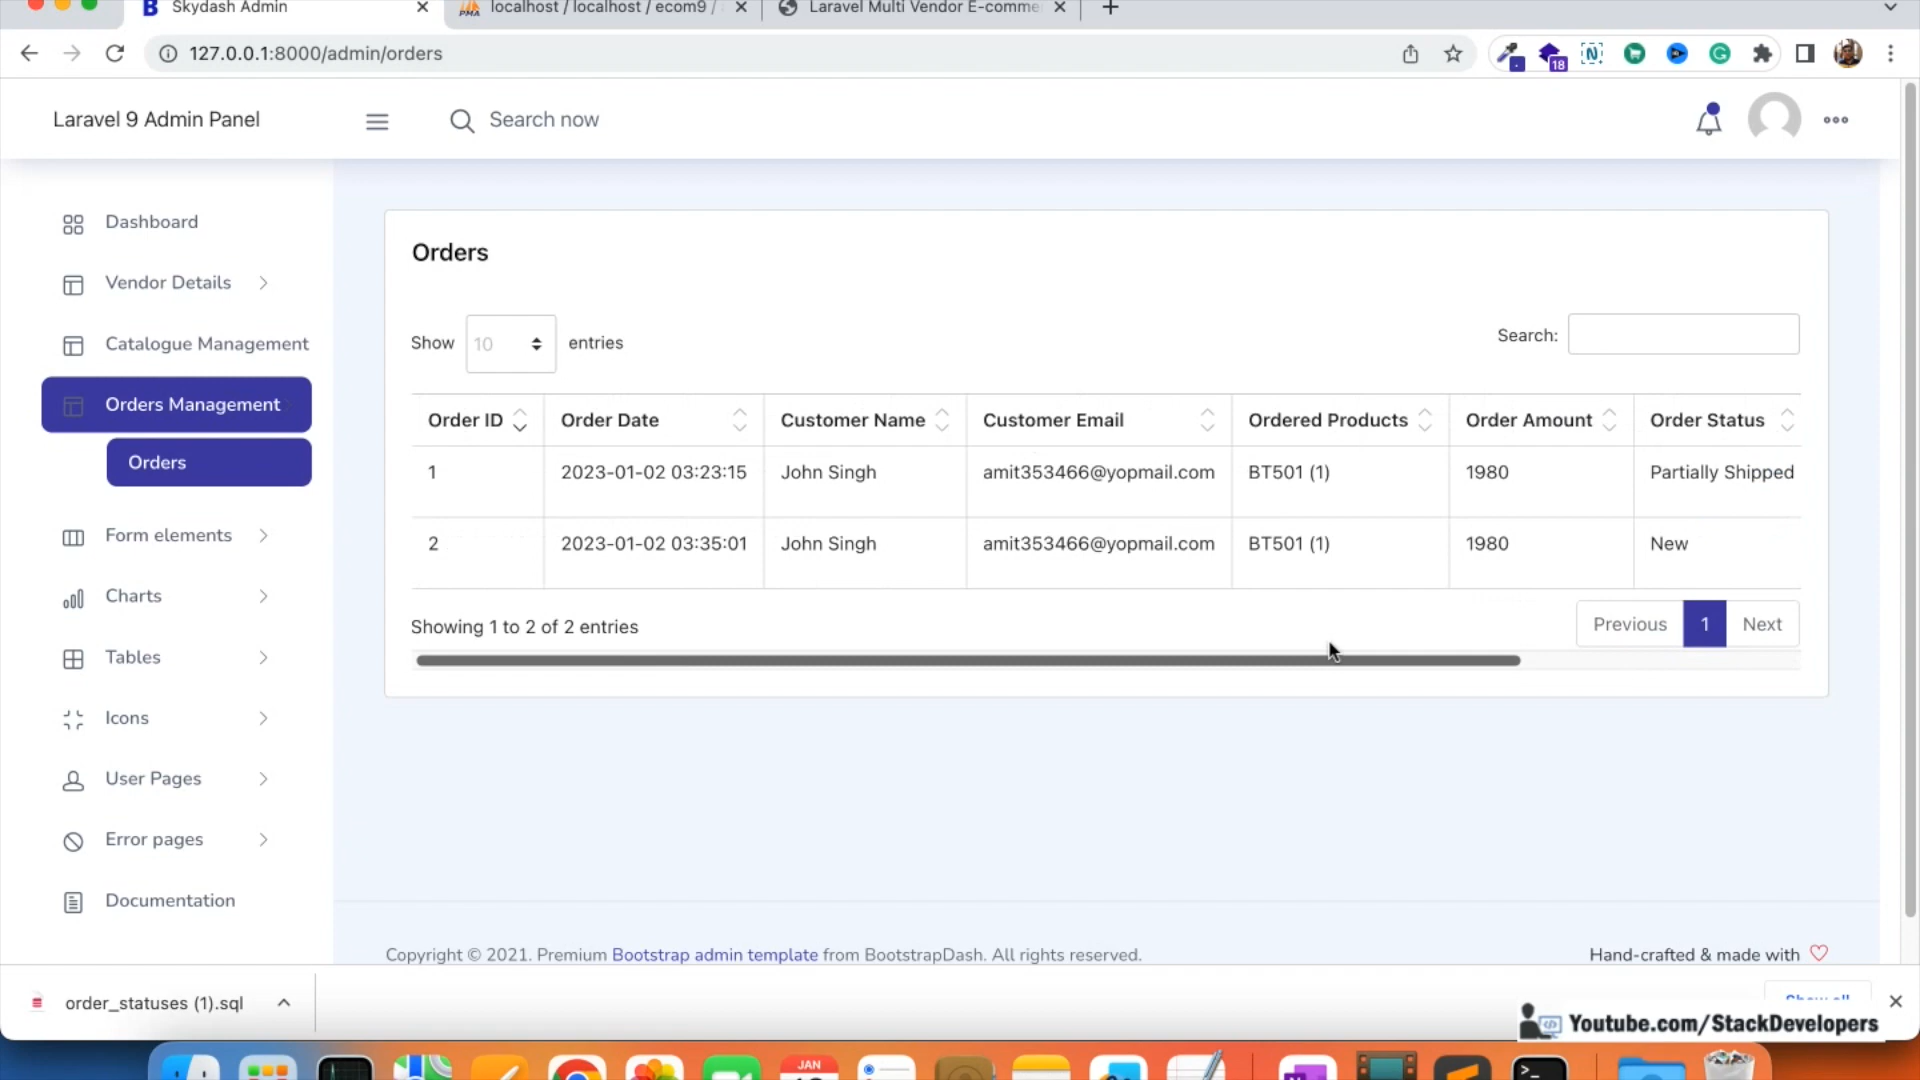 Skydash Admin
localhost / localhost / ecom9 /
Laravel Multi Vendor E-comme
127.0.0.1:8000/admin/orders
18
Laravel 9 Admin Panel
Search now
Dashboard
Vendor Details
Catalogue Management
Orders Management
Orders
Form elements
Charts
Tables
Icons
User Pages
Error pages
Documentation
Orders
Show 10 entries
Search:
Order ID Order Date Customer Name Customer Email Ordered Products Order Amount Order Status
1 2023-01-02 03:23:15 John Singh amit353466@yopmail.com BT501 (1) 1980 Partially Shipped
2 2023-01-02 03:35:01 John Singh amit353466@yopmail.com BT501 (1) 1980 New
Showing 1 to 2 of 2 entries
Previous 1 Next
Copyright © 2021. Premium Bootstrap admin template from BootstrapDash. All rights reserved.
Hand-crafted & made with
order_statuses (1).sql
Show all
Youtube.com/StackDevelopers
JAN